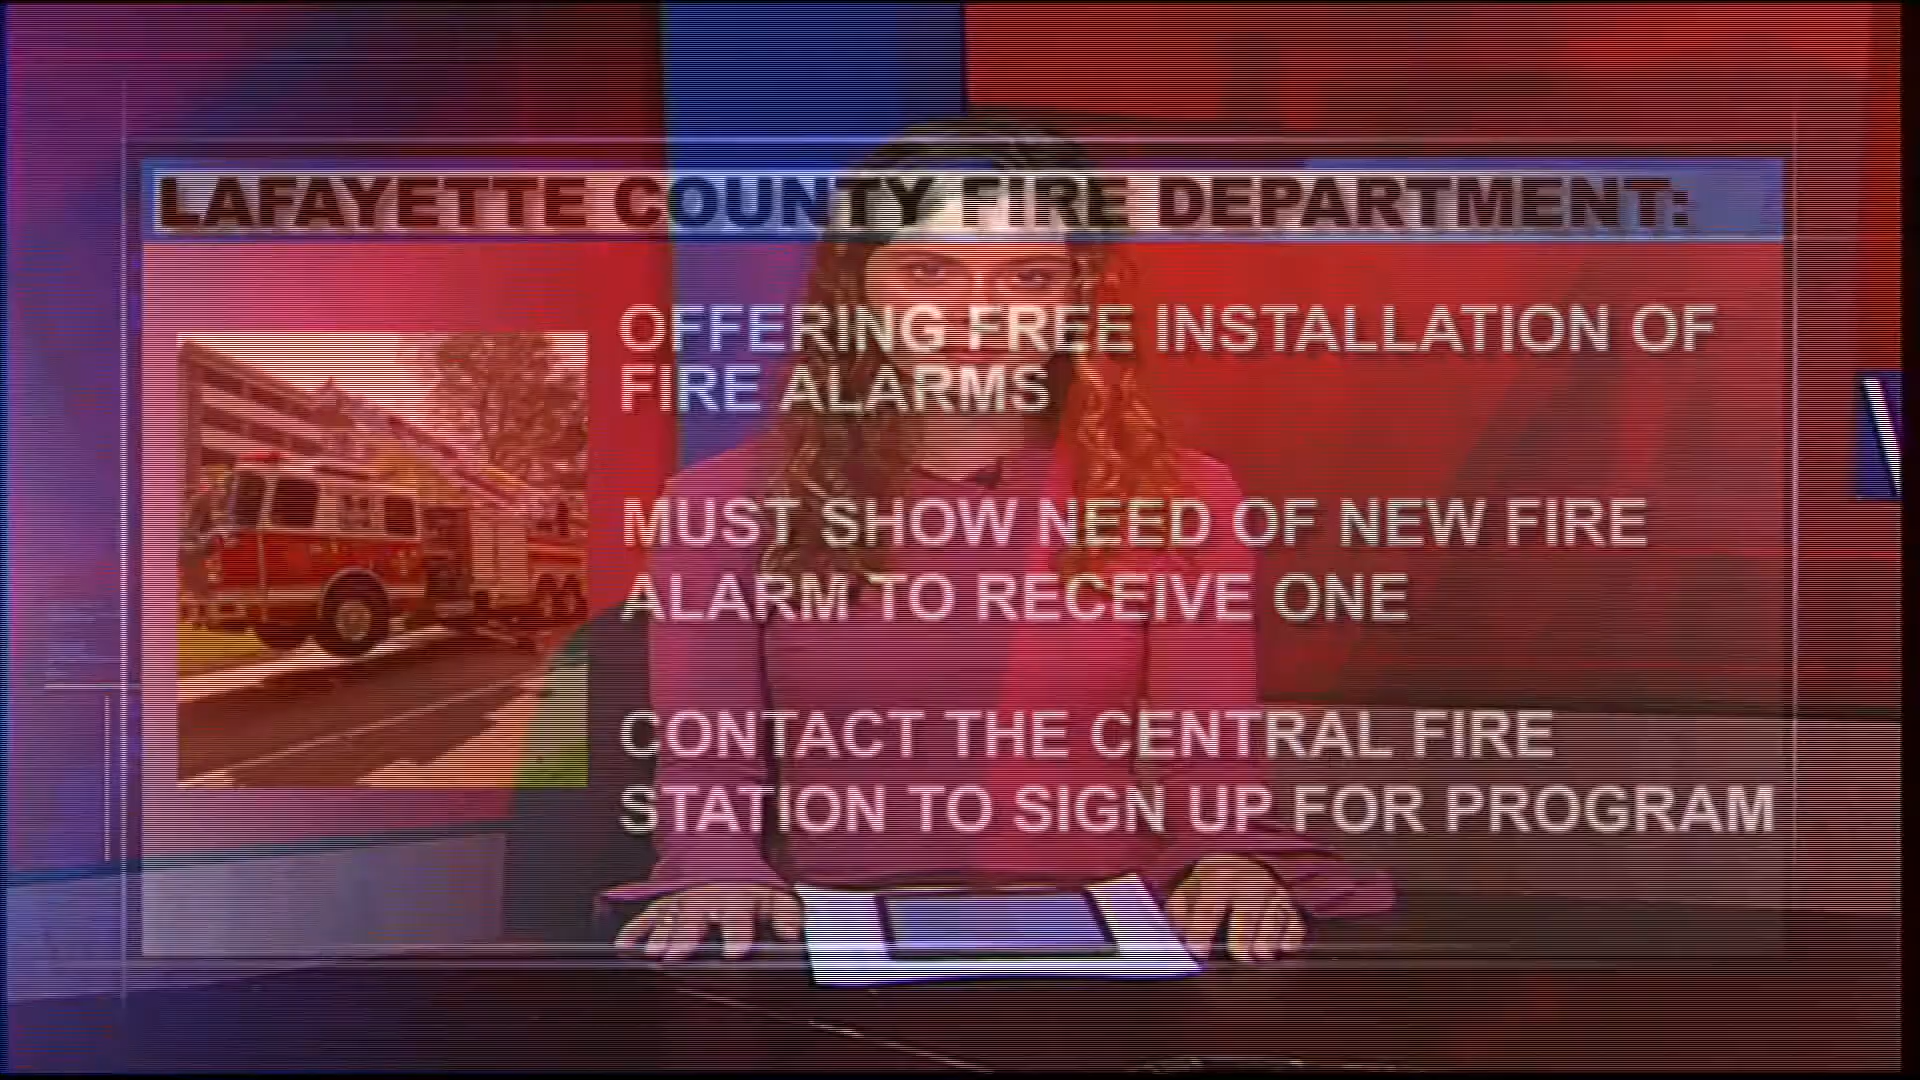 LAFAYETTE COUNTY FIRE DEPARTMENT:
OFFERING FREE INSTALLATION OF
FIRE ALARMS
MUST SHOW NEED OF NEW FIRE
ALARM TO RECEIVE ONE
CONTACT THE CENTRAL FIRE
STATION TO SIGN UP FOR PROGRAM